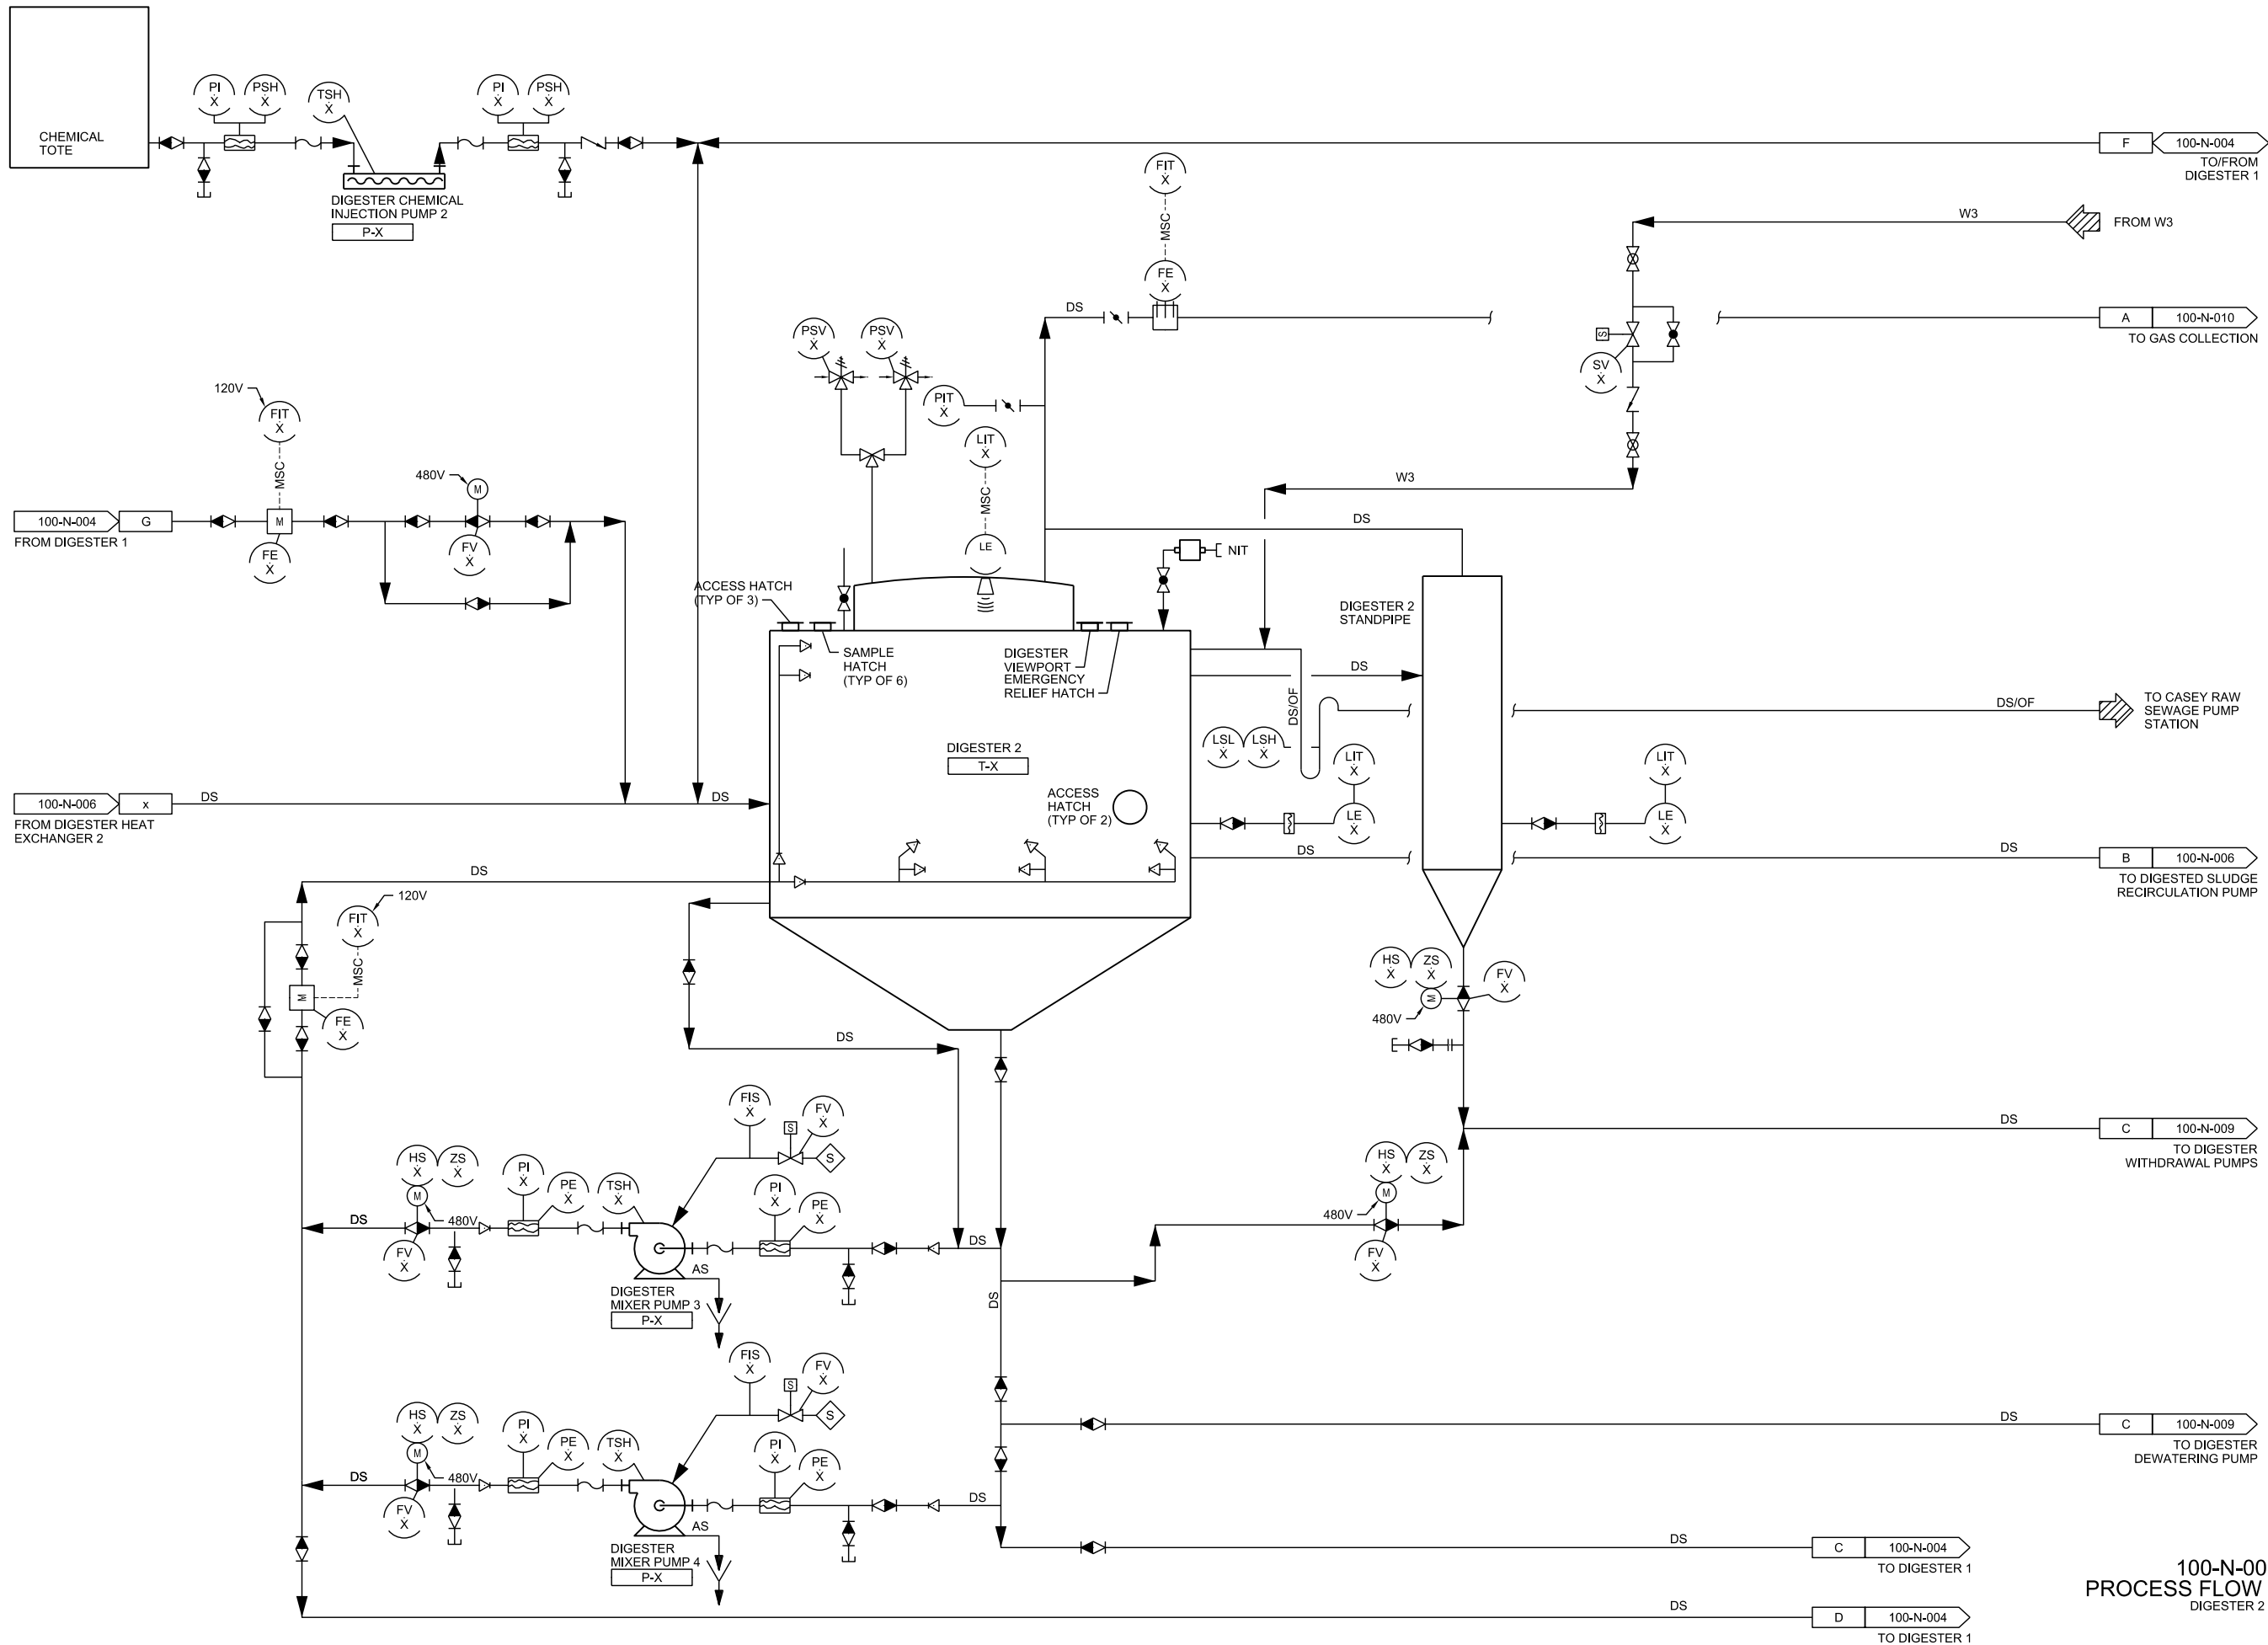 CHEMICAL
TOTE
PI
X
PSH
X
TSH
X
PI
X
PSH
X
DIGESTER CHEMICAL
INJECTION PUMP 2
P-X
F
100-N-004
TO/FROM
DIGESTER 1
FIT
X
MSC
FE
X
W3
FROM W3
DS
A
100-N-010
TO GAS COLLECTION
PSV
X
PSV
X
S
SV
X
PIT
X
LIT
X
MSC
LE
120V
FIT
X
MSC
480V
M
M
FE
X
FV
X
100-N-004
G
FROM DIGESTER 1
W3
DS
NIT
ACCESS HATCH
(TYP OF 3)
SAMPLE
HATCH
(TYP OF 6)
DIGESTER
VIEWPORT
EMERGENCY
RELIEF HATCH
DIGESTER 2
STANDPIPE
DS
DS/OF
DS/OF
TO CASEY RAW
SEWAGE PUMP
STATION
LSL
X
LSH
X
LIT
X
LE
X
LIT
X
LE
X
DIGESTER 2
T-X
ACCESS
HATCH
(TYP OF 2)
100-N-006
x
DS
DS
FROM DIGESTER HEAT
EXCHANGER 2
DS
DS
B
100-N-006
TO DIGESTED SLUDGE
RECIRCULATION PUMP
DS
120V
FIT
X
MSC
M
FE
X
DS
HS
X
ZS
X
FV
X
M
480V
DS
C
100-N-009
TO DIGESTER
WITHDRAWAL PUMPS
FIS
X
FV
X
S
S
HS
X
ZS
X
M
480V
FV
X
DS
PI
X
PE
X
TSH
X
PI
X
PE
X
DS
AS
DIGESTER
MIXER PUMP 3
P-X
HS
X
ZS
X
M
480V
FV
X
DS
FIS
X
FV
X
S
S
HS
X
ZS
X
M
480V
FV
X
DS
PI
X
PE
X
TSH
X
PI
X
PE
X
DS
AS
DIGESTER
MIXER PUMP 4
P-X
DS
C
100-N-009
TO DIGESTER
DEWATERING PUMP
DS
C
100-N-004
TO DIGESTER 1
DS
D
100-N-004
TO DIGESTER 1
100-N-00
PROCESS FLOW
DIGESTER 2